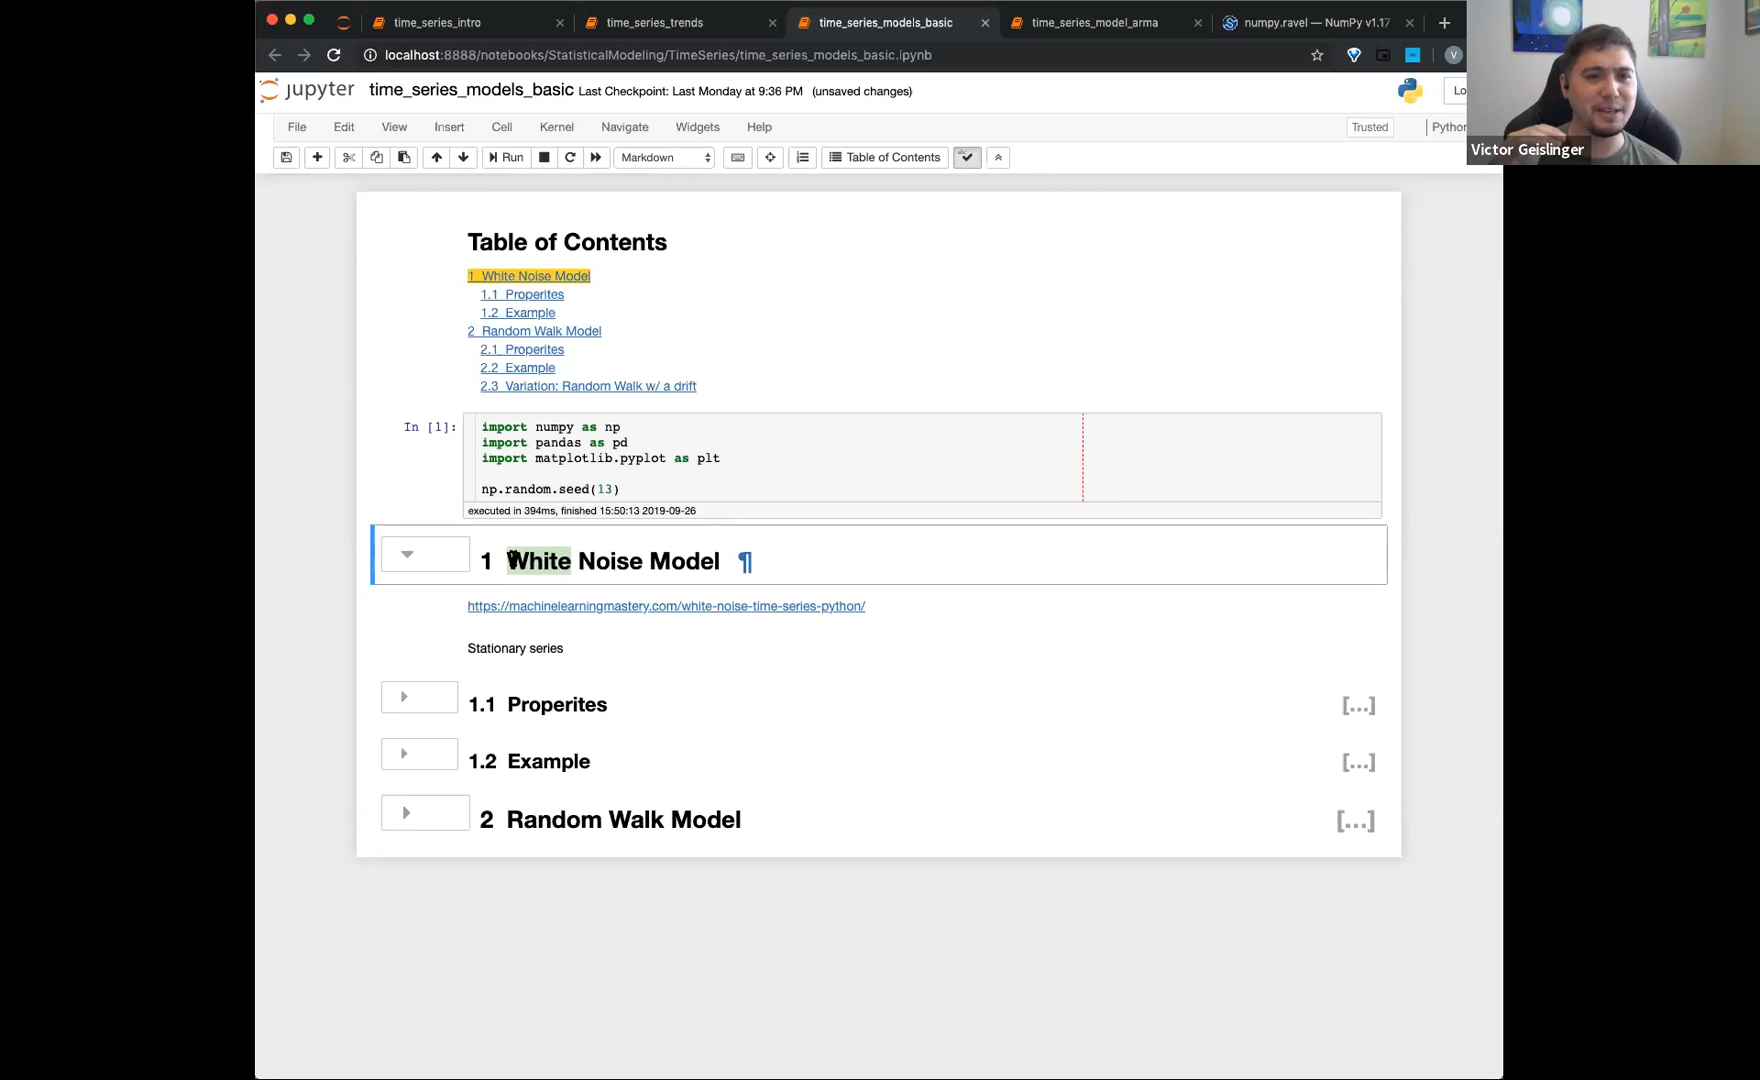 time_series_intro
time_series_trends
time_series_models_basic
time_series_model_arma
numpy.ravel — NumPy v1.17
localhost:8888/notebooks/StatisticalModeling/TimeSeries/time_series_models_basic.ipynb
V
jupyter time_series_models_basic Last Checkpoint: Last Monday at 9:36 PM (unsaved changes)
Lo
File Edit View Insert Cell Kernel Navigate Widgets Help
Trusted
Python
Run
Markdown
Table of Contents
Victor Geislinger
Table of Contents
1 White Noise Model
1.1 Properites
1.2 Example
2 Random Walk Model
2.1 Properites
2.2 Example
2.3 Variation: Random Walk w/ a drift
In [1]:
import numpy as np
import pandas as pd
import matplotlib.pyplot as plt
np.random.seed(13)
executed in 394ms, finished 15:50:13 2019-09-26
1 White Noise Model ¶
https://machinelearningmastery.com/white-noise-time-series-python/
Stationary series
1.1 Properites
[...]
1.2 Example
[...]
2 Random Walk Model
[...]